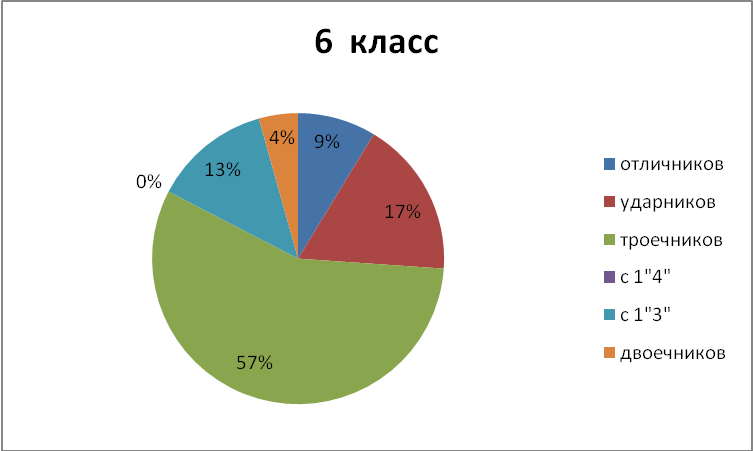 6 класс
9%
17%
57%
0%
13%
4%
отличников
ударников
троечников
с 1"4"
с 1"3"
двоечников